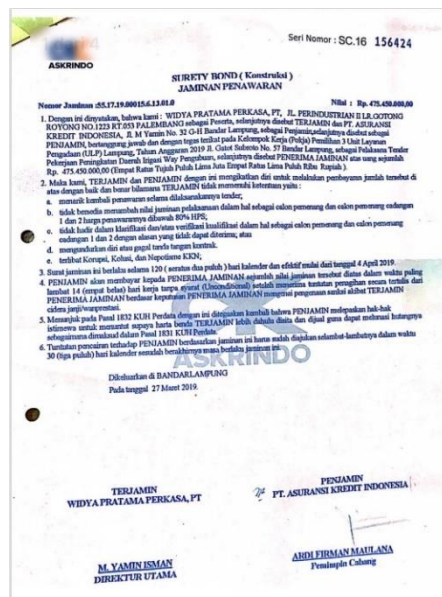 Seri Nomor : SC.16 156424
ASKRINDO
SURETY BOND ( Konstruksi )
JAMINAN PENAWARAN
Nomor Jaminan :55.17.19.00015.6.13.01.0 Nilai : Rp. 475.450.000,00
1. Dengan ini dinyatakan, bahwa kami : WIDYA PRATAMA PERKASA, PT, JL. PERINDUSTRIAN II LR.GOTONG
ROYONG NO.1223 RT.053 PALEMBANG sebagai Peserta, selanjutnya disebut TERJAMIN dan PT. ASURANSI
KREDIT INDONESIA, Jl. M Yamin No. 32 G-H Bandar Lampung, sebagai Penjamin,selanjutnya disebut sebagai
PENJAMIN, bertanggung jawab dan dengan tegas terikat pada Kelompok Kerja (Pokja) Pemilihan 3 Unit Layanan
Pengadaan (ULP) Lampung, Tahun Anggaran 2019 Jl. Gatot Subroto No. 57 Bandar Lampung, sebagai Pelaksana Tender
Pekerjaan Peningkatan Daerah Irigasi Way Pengubuan, selanjutnya disebut PENERIMA JAMINAN atas uang sejumlah
Rp. 475.450.000,00 (Empat Ratus Tujuh Puluh Lima Juta Empat Ratus Lima Puluh Ribu Rupiah ).
2. Maka kami, TERJAMIN dan PENJAMIN dengan ini mengikatkan diri untuk melakukan pembayaran jumlah tersebut di
atas dengan baik dan benar bilamana TERJAMIN tidak memenuhi ketentuan yaitu :
a. menarik kembali penawaran selama dilaksanakannya tender;
b. tidak bersedia menambah nilai jaminan pelaksanaan dalam hal sebagai calon pemenang dan calon pemenang cadangan
1 dan 2 harga penawarannya dibawah 80% HPS;
c. tidak hadir dalam klarifikasi dan/atau verifikasi kualifikasi dalam hal sebagai calon pemenang dan calon pemenang
cadangan 1 dan 2 dengan alasan yang tidak dapat diterima; atau
d. mengundurkan diri atau gagal tanda tangan kontrak.
e. terlibat Korupsi, Kolusi, dan Nepotisme KKN;
3. Surat jaminan ini berlaku selama 120 ( seratus dua puluh ) hari kalender dan efektif mulai dari tanggal 4 April 2019.
4. PENJAMIN akan membayar kepada PENERIMA JAMINAN sejumlah nilai jaminan tersebut diatas dalam waktu paling
lambat 14 (empat belas) hari kerja tanpa syarat (Unconditional) setelah menerima tuntutan penagihan secara tertulis dari
PENERIMA JAMINAN berdasar keputusan PENERIMA JAMINAN mengenai pengenaan sanksi akibat TERJAMIN
cidera janji/wanprestasi.
5. Menunjuk pada Pasal 1832 KUH Perdata dengan ini ditegaskan kembali bahwa PENJAMIN melepaskan hak-hak
istimewa untuk menuntut supaya harta benda TERJAMIN lebih dahulu disita dan dijual guna dapat melunasi hutangnya
sebagaimana dimaksud dalam Pasal 1831 KUH Perdata.
6. Tuntutan pencairan terhadap PENJAMIN berdasarkan jaminan ini harus sudah diajukan selambat-lambatnya dalam waktu
30 (tiga puluh) hari kalender sesudah berakhirnya masa berlaku jaminan ini.
ASKRINDO
Dikeluarkan di BANDARLAMPUNG
Pada tanggal 27 Maret 2019.
TERJAMIN
WIDYA PRATAMA PERKASA, PT
PENJAMIN
PT. ASURANSI KREDIT INDONESIA
M. YAMIN ISMAN
DIREKTUR UTAMA
ARDI FIRMAN MAULANA
Pemimpin Cabang